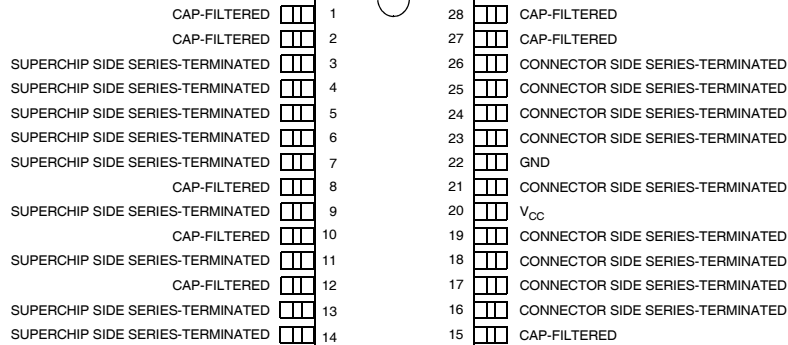 CAP-FILTERED 1 28 CAP-FILTERED
CAP-FILTERED 2 27 CAP-FILTERED
SUPERCHIP SIDE SERIES-TERMINATED 3 26 CONNECTOR SIDE SERIES-TERMINATED
SUPERCHIP SIDE SERIES-TERMINATED 4 25 CONNECTOR SIDE SERIES-TERMINATED
SUPERCHIP SIDE SERIES-TERMINATED 5 24 CONNECTOR SIDE SERIES-TERMINATED
SUPERCHIP SIDE SERIES-TERMINATED 6 23 CONNECTOR SIDE SERIES-TERMINATED
SUPERCHIP SIDE SERIES-TERMINATED 7 22 GND
CAP-FILTERED 8 21 CONNECTOR SIDE SERIES-TERMINATED
SUPERCHIP SIDE SERIES-TERMINATED 9 20 VCC
CAP-FILTERED 10 19 CONNECTOR SIDE SERIES-TERMINATED
SUPERCHIP SIDE SERIES-TERMINATED 11 18 CONNECTOR SIDE SERIES-TERMINATED
CAP-FILTERED 12 17 CONNECTOR SIDE SERIES-TERMINATED
SUPERCHIP SIDE SERIES-TERMINATED 13 16 CONNECTOR SIDE SERIES-TERMINATED
SUPERCHIP SIDE SERIES-TERMINATED 14 15 CAP-FILTERED